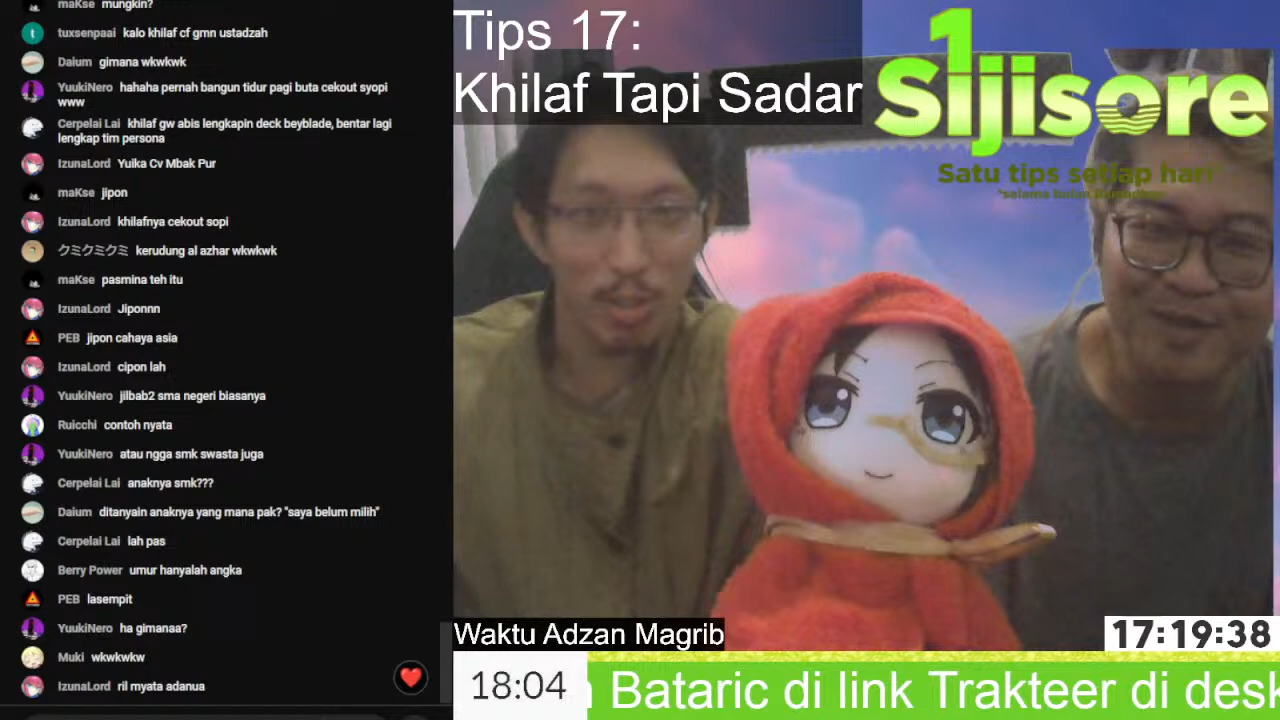 maKse mungkin?
tuxsenpaai kalo khilaf cf gmn ustadzah
Daium gimana wkwkwk
YuukiNero hahaha pernah bangun tidur pagi buta cekout syopi
www
Cerpelai Lai khilaf gw abis lengkapin deck beyblade, bentar lagi
lengkap tim persona
IzunaLord Yuika Cv Mbak Pur
maKse jipon
IzunaLord khilafnya cekout sopi
クミクミクミ kerudung al azhar wkwkwk
maKse pasmina teh itu
IzunaLord Jiponnn
PEB jipon cahaya asia
IzunaLord cipon lah
YuukiNero jilbab2 sma negeri biasanya
Ruicchi contoh nyata
YuukiNero atau ngga smk swasta juga
Cerpelai Lai anaknya smk???
Daium ditanyain anaknya yang mana pak? "saya belum milih"
Cerpelai Lai lah pas
Berry Power umur hanyalah angka
PEB lasempit
YuukiNero ha gimanaa?
Muki wkwkwkw
IzunaLord ril myata adanua
Tips 17:
Khilaf Tapi Sadar
1
Sijisore
Satu tips setiap hari*
*selama bulan Ramadhan
Waktu Adzan Magrib
17:19:38
18:04
Bataric di link Trakteer di desk